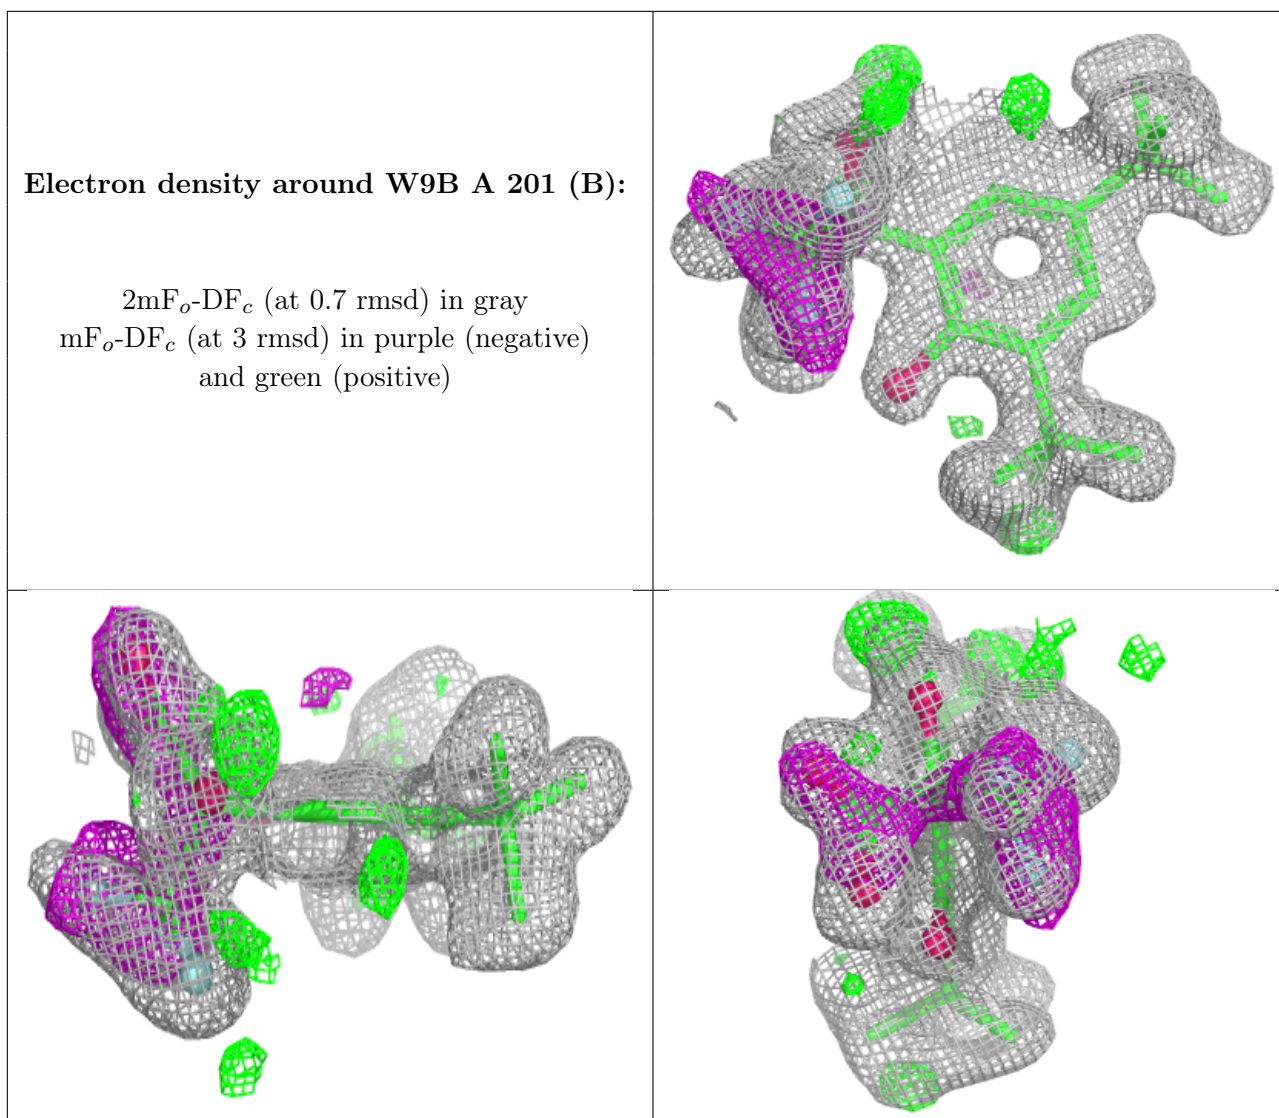 Electron density around W9B A 201 (B):
2mFo-DFc (at 0.7 rmsd) in gray
mFo-DFc (at 3 rmsd) in purple (negative)
and green (positive)